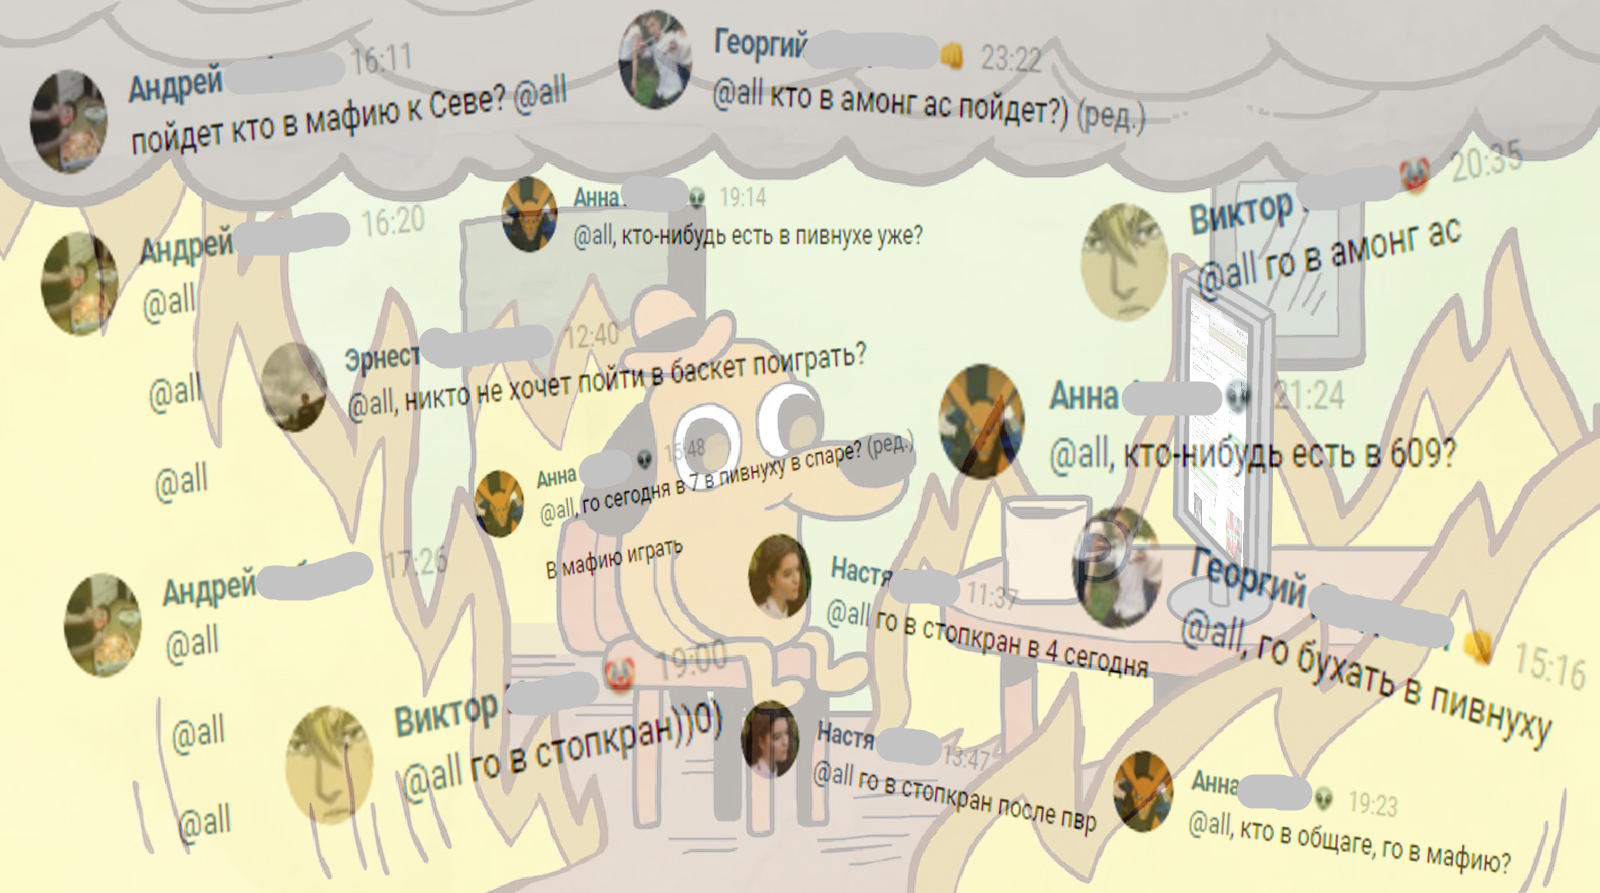 Андрей 16:11
пойдет кто в мафию к Севе? @all
Георгий 23:22
@all кто в амонг ас пойдет?) (ред.)
Андрей 16:20
@all
@all
@all
Анна 19:14
@all, кто-нибудь есть в пивнухе уже?
Виктор 20:35
@all го в амонг ас
Эрнест 12:40
@all, никто не хочет пойти в баскет поиграть?
Анна 21:24
@all, кто-нибудь есть в 609?
Анна 15:48
@all, го сегодня в 7 в пивнуху в спаре? (ред.)
В мафию играть
Андрей 17:26
@all
@all
@all
Настя 11:37
@all го в стопкран в 4 сегодня
Георгий 15:16
@all, го бухать в пивнуху
Виктор 19:00
@all го в стопкран))0)
Настя 13:47
@all го в стопкран после пвр
Анна 19:23
@all, кто в общаге, го в мафию?